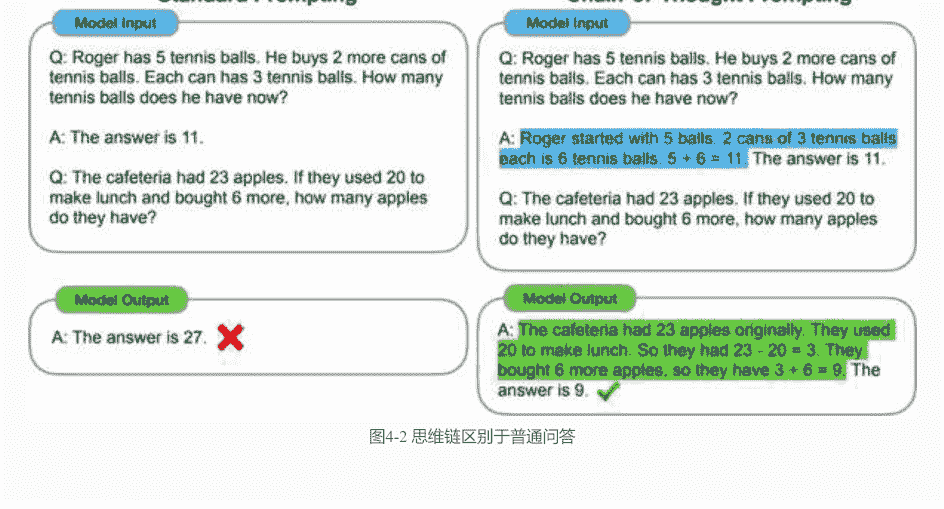 Standard Prompting
Chain-of-Thought Prompting
Model Input
Q: Roger has 5 tennis balls. He buys 2 more cans of
tennis balls. Each can has 3 tennis balls. How many
tennis balls does he have now?
A: The answer is 11.
Q: The cafeteria had 23 apples. If they used 20 to
make lunch and bought 6 more, how many apples
do they have?
Model Output
A: The answer is 27.
Model Input
Q: Roger has 5 tennis balls. He buys 2 more cans of
tennis balls. Each can has 3 tennis balls. How many
tennis balls does he have now?
A: Roger started with 5 balls. 2 cans of 3 tennis balls
each is 6 tennis balls. 5 + 6 = 11. The answer is 11.
Q: The cafeteria had 23 apples. If they used 20 to
make lunch and bought 6 more, how many apples
do they have?
Model Output
A: The cafeteria had 23 apples originally. They used
20 to make lunch. So they had 23 - 20 = 3. They
bought 6 more apples, so they have 3 + 6 = 9. The
answer is 9.
图4-2 思维链区别于普通问答